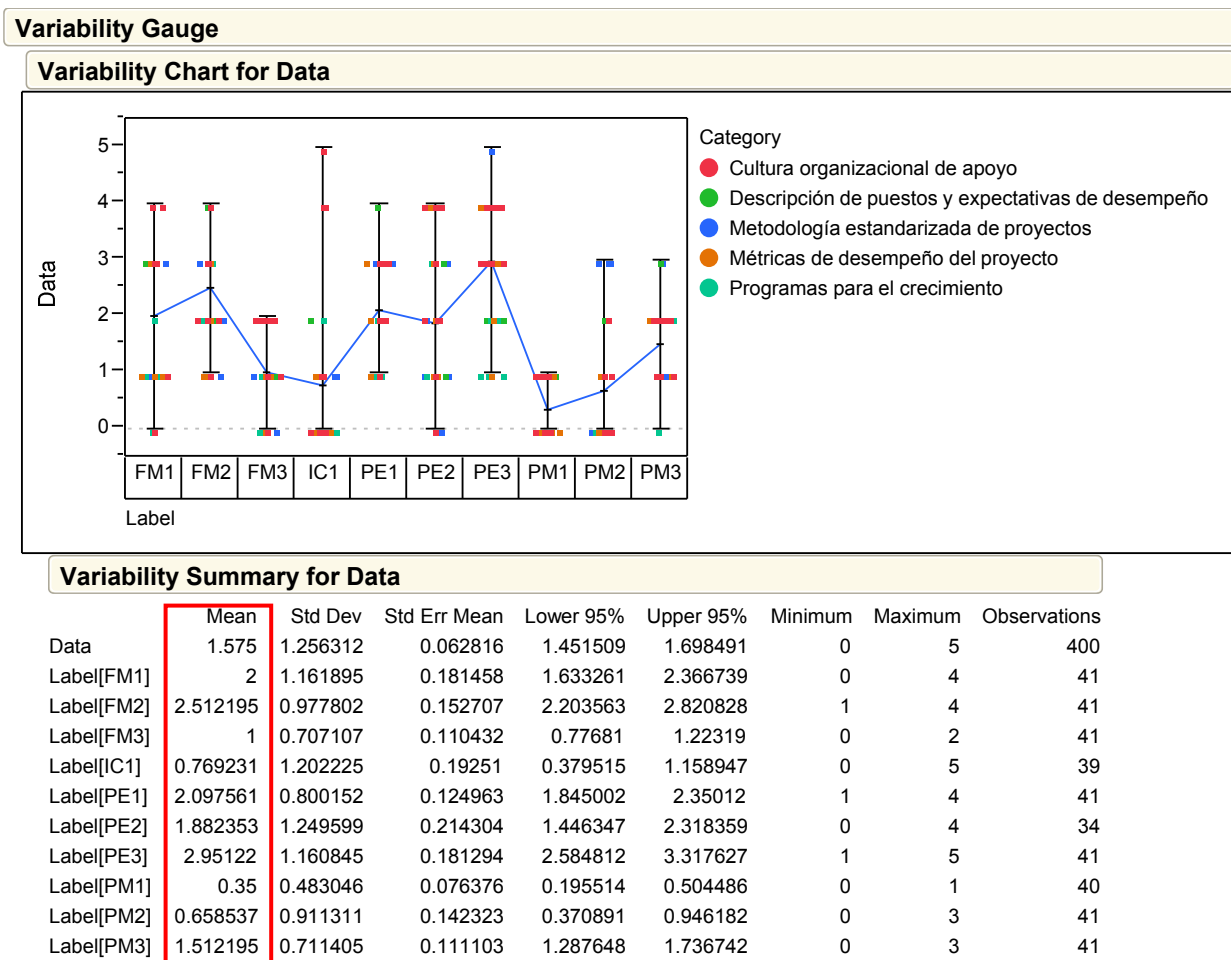 Variability Gauge
Variability Chart for Data
Data
5
4
3
2
1
0
FM1 FM2 FM3 IC1 PE1 PE2 PE3 PM1 PM2 PM3
Label
Category
Cultura organizacional de apoyo
Descripción de puestos y expectativas de desempeño
Metodología estandarizada de proyectos
Métricas de desempeño del proyecto
Programas para el crecimiento
Variability Summary for Data
Mean Std Dev Std Err Mean Lower 95% Upper 95% Minimum Maximum Observations
Data 1.575 1.256312 0.062816 1.451509 1.698491 0 5 400
Label[FM1] 2 1.161895 0.181458 1.633261 2.366739 0 4 41
Label[FM2] 2.512195 0.977802 0.152707 2.203563 2.820828 1 4 41
Label[FM3] 1 0.707107 0.110432 0.77681 1.22319 0 2 41
Label[IC1] 0.769231 1.202225 0.19251 0.379515 1.158947 0 5 39
Label[PE1] 2.097561 0.800152 0.124963 1.845002 2.35012 1 4 41
Label[PE2] 1.882353 1.249599 0.214304 1.446347 2.318359 0 4 34
Label[PE3] 2.95122 1.160845 0.181294 2.584812 3.317627 1 5 41
Label[PM1] 0.35 0.483046 0.076376 0.195514 0.504486 0 1 40
Label[PM2] 0.658537 0.911311 0.142323 0.370891 0.946182 0 3 41
Label[PM3] 1.512195 0.711405 0.111103 1.287648 1.736742 0 3 41